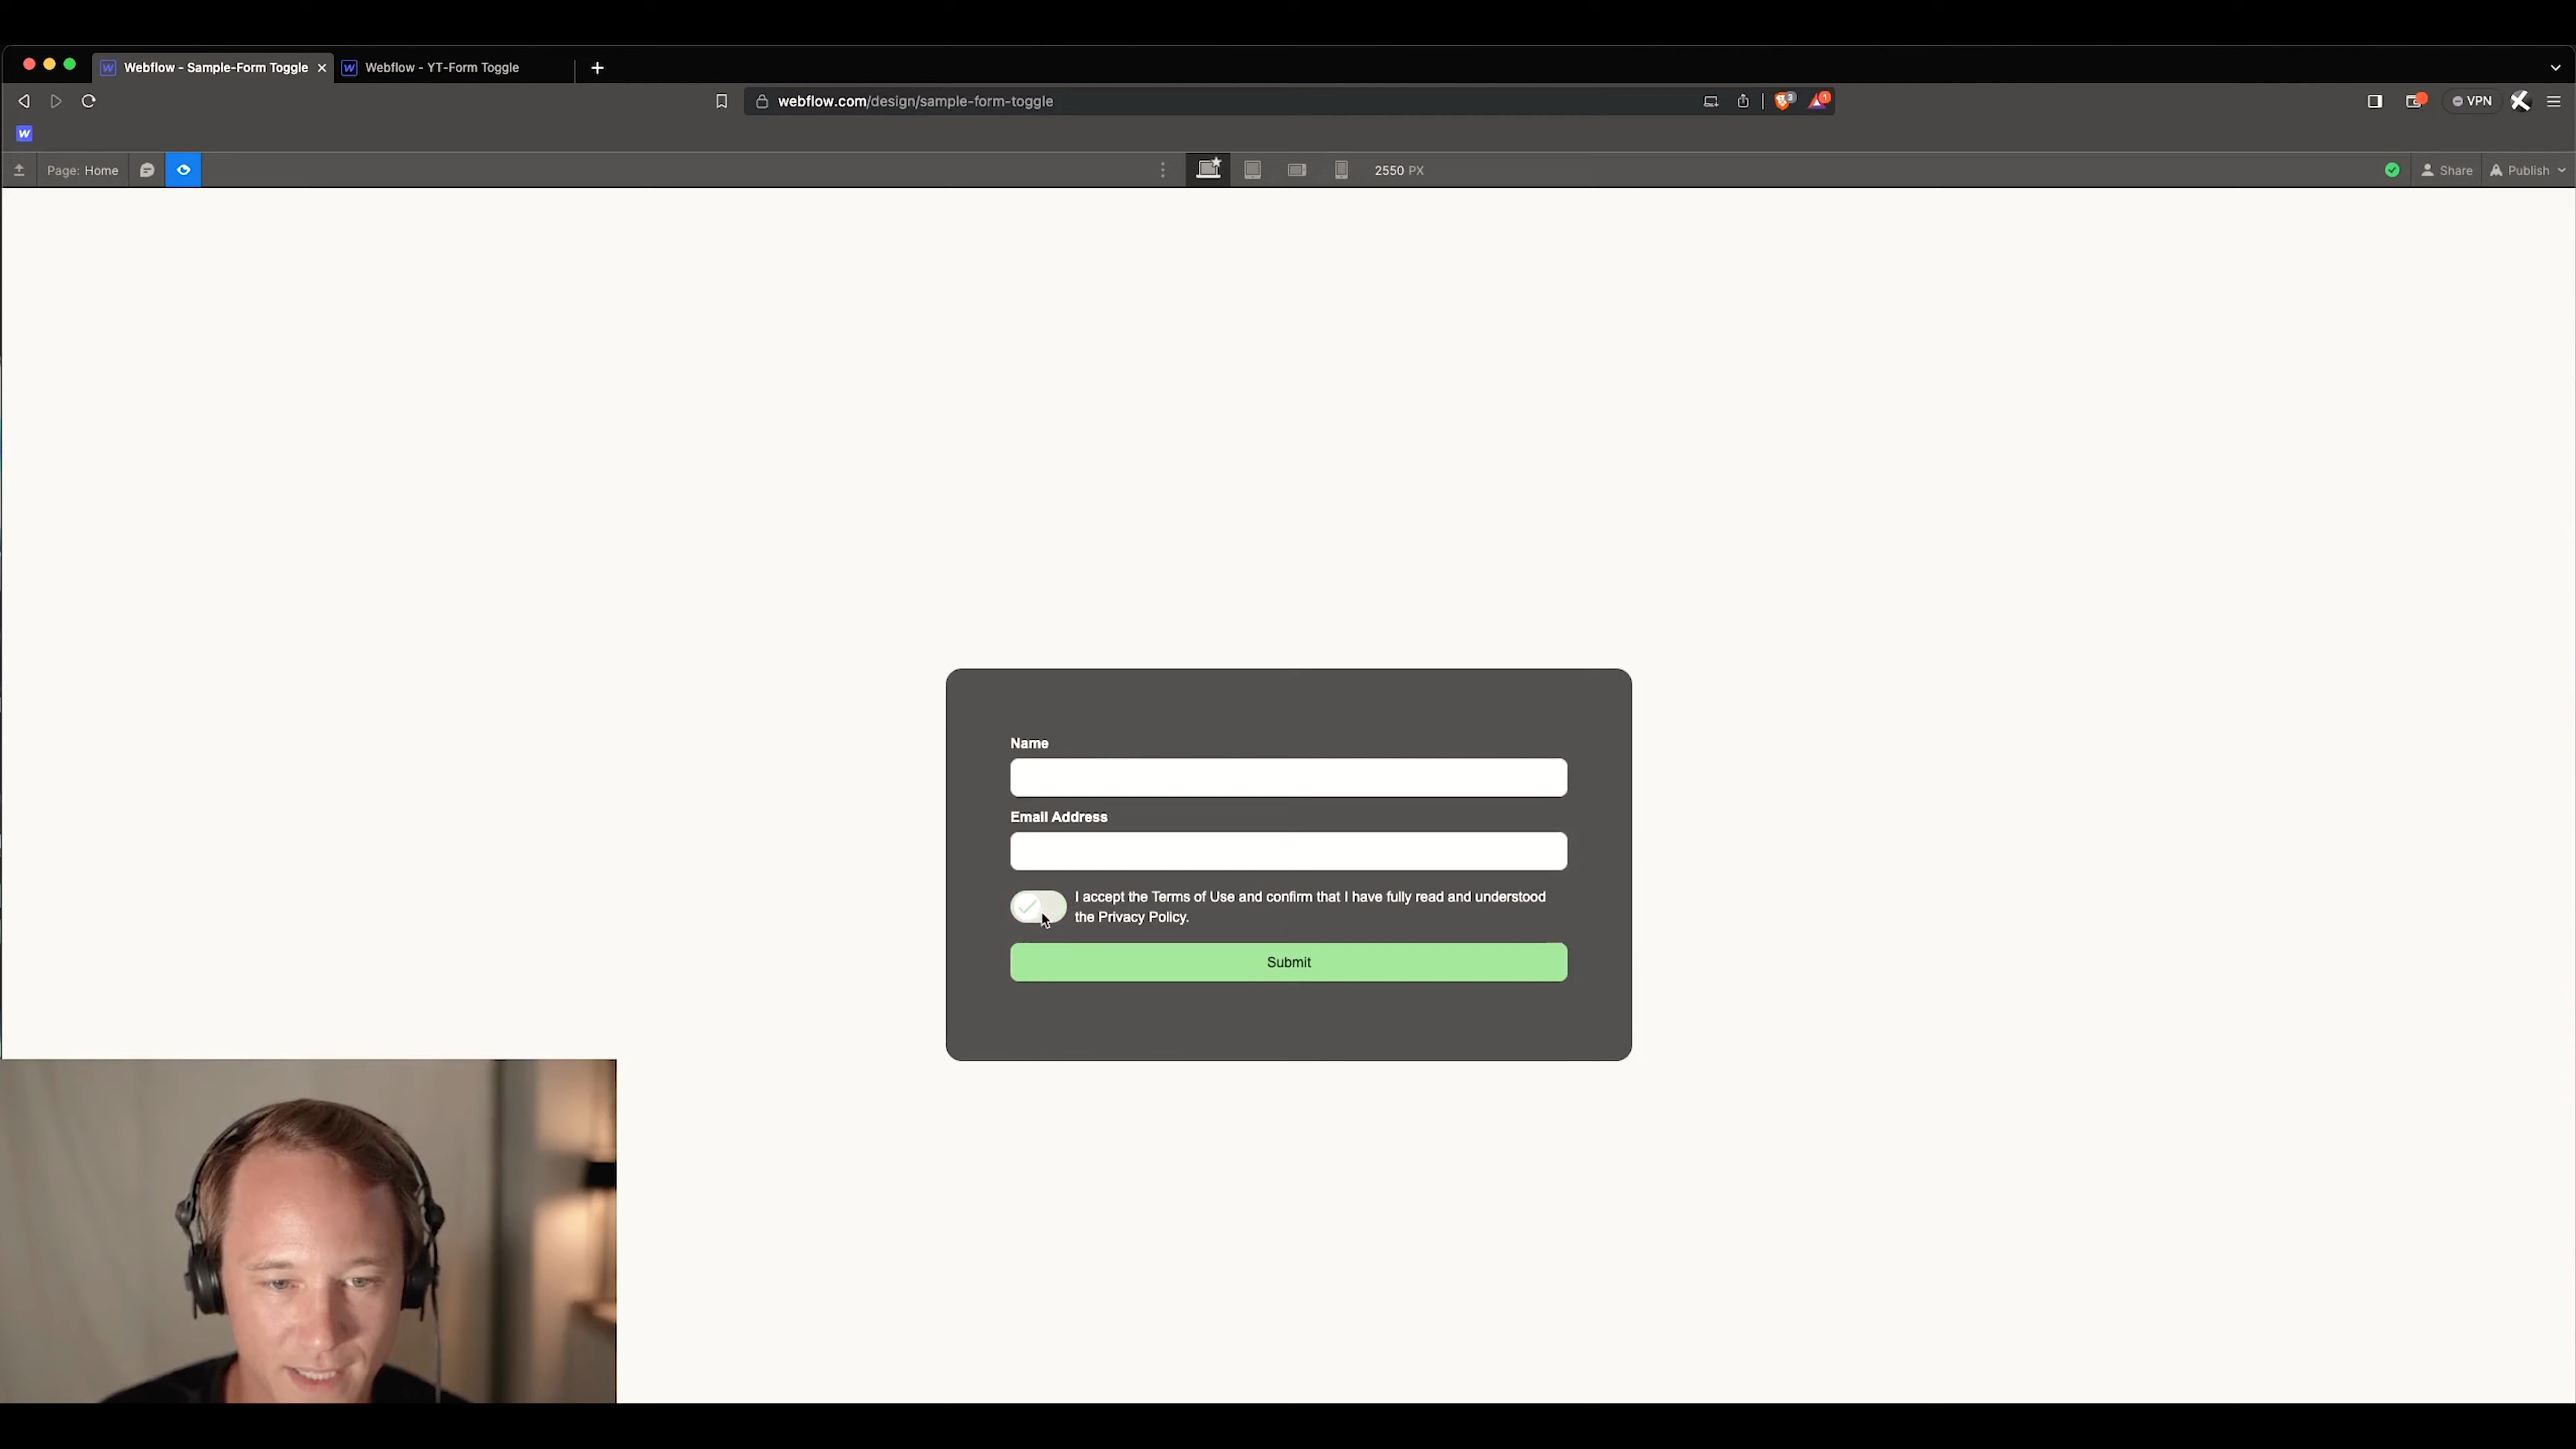 Webflow - Sample-Form Toggle
Webflow - YT-Form Toggle
webflow.com/design/sample-form-toggle
3
1
VPN
Page: Home
2550 PX
Share
Publish
Name
Email Address
I accept the Terms of Use and confirm that I have fully read and understood
the Privacy Policy.
Submit